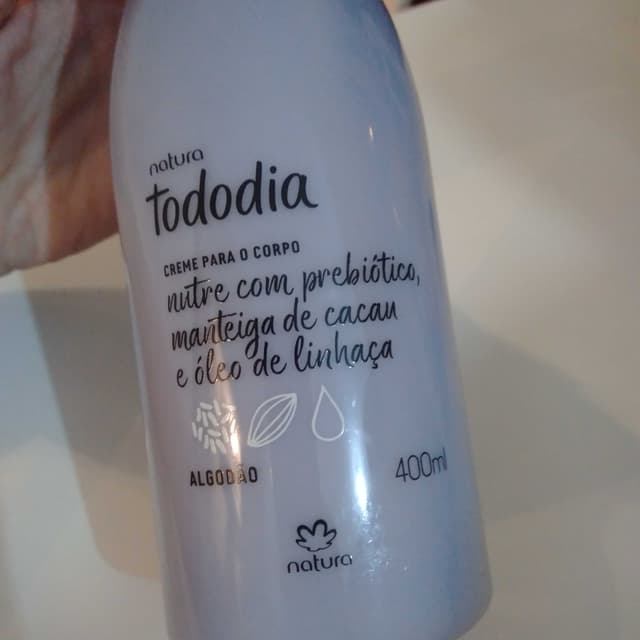 natura
tododia
CREME PARA O CORPO
nutre com prebiótico,
manteiga de cacau
e óleo de linhaça
ALGODÃO
400ml
natura